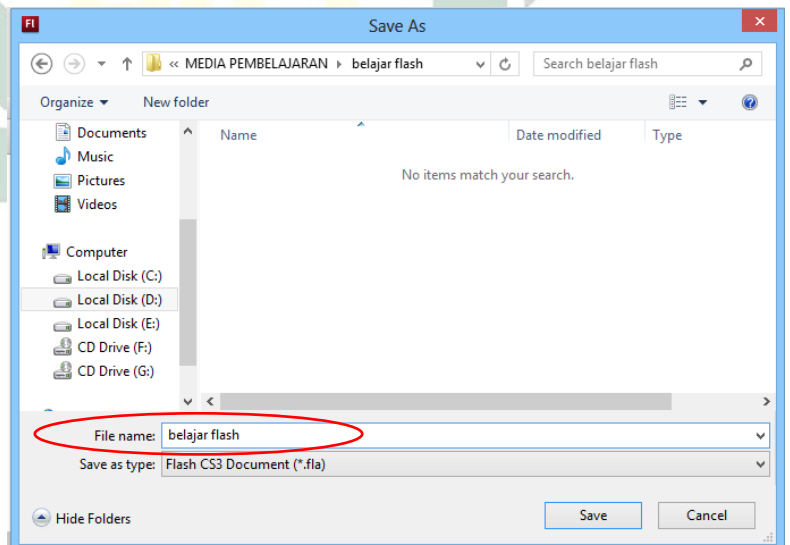 Fl Save As
« MEDIA PEMBELAJARAN belajar flash Search belajar flash
Organize New folder
Name Date modified Type
No items match your search.
Documents
Music
Pictures
Videos
Computer
Local Disk (C:)
Local Disk (D:)
Local Disk (E:)
CD Drive (F:)
CD Drive (G:)
File name: belajar flash
Save as type: Flash CS3 Document (*.fla)
Hide Folders Save Cancel